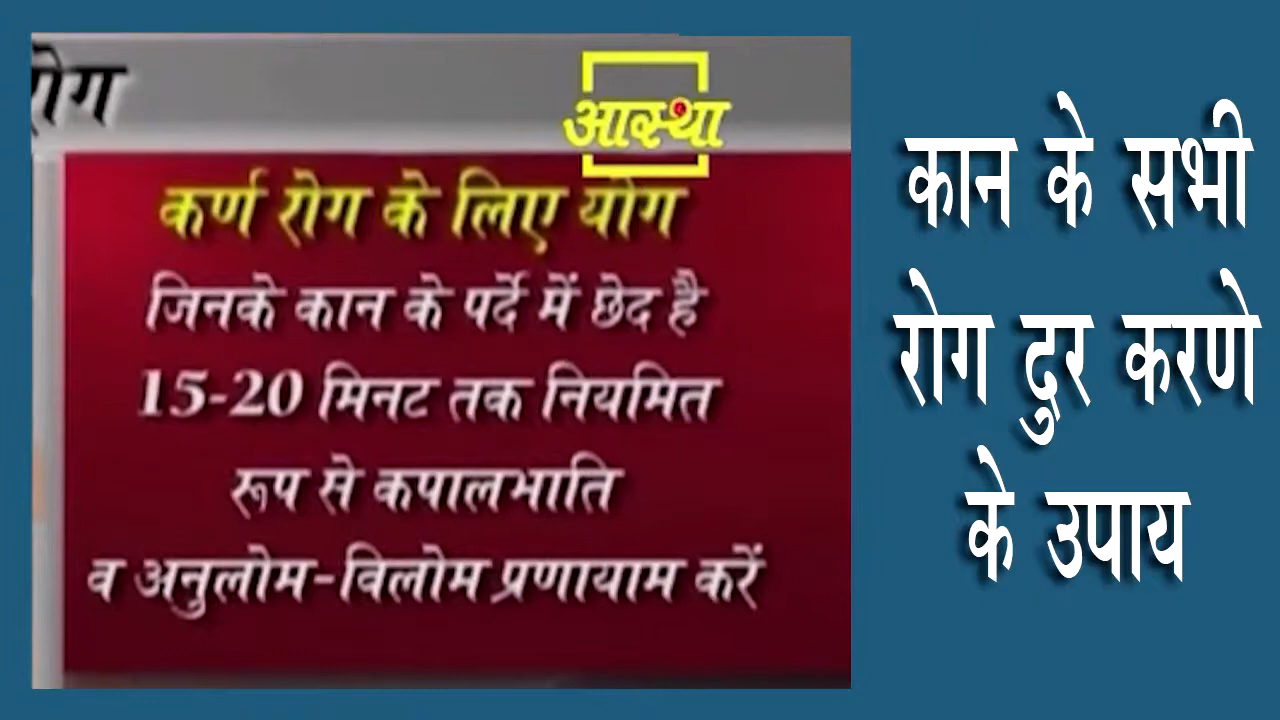 रोग
आस्था
कर्ण रोग के लिए योग
जिनके कान के पर्दे में छेद है
15-20 मिनट तक नियमित
रूप से कपालभाति
व अनुलोम-विलोम प्रणायाम करें
कान के सभी
रोग दुर करणे
के उपाय